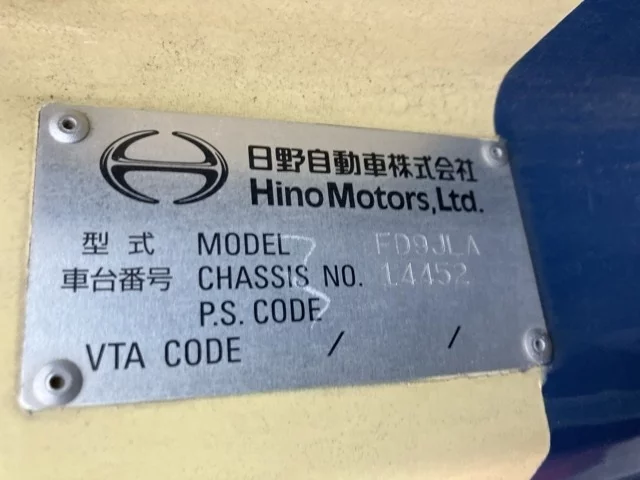 日野自動車株式会社
Hino Motors, Ltd.
型式 MODEL FD9JLA
車台番号 CHASSIS NO. 14452
P.S. CODE
VTA CODE / /